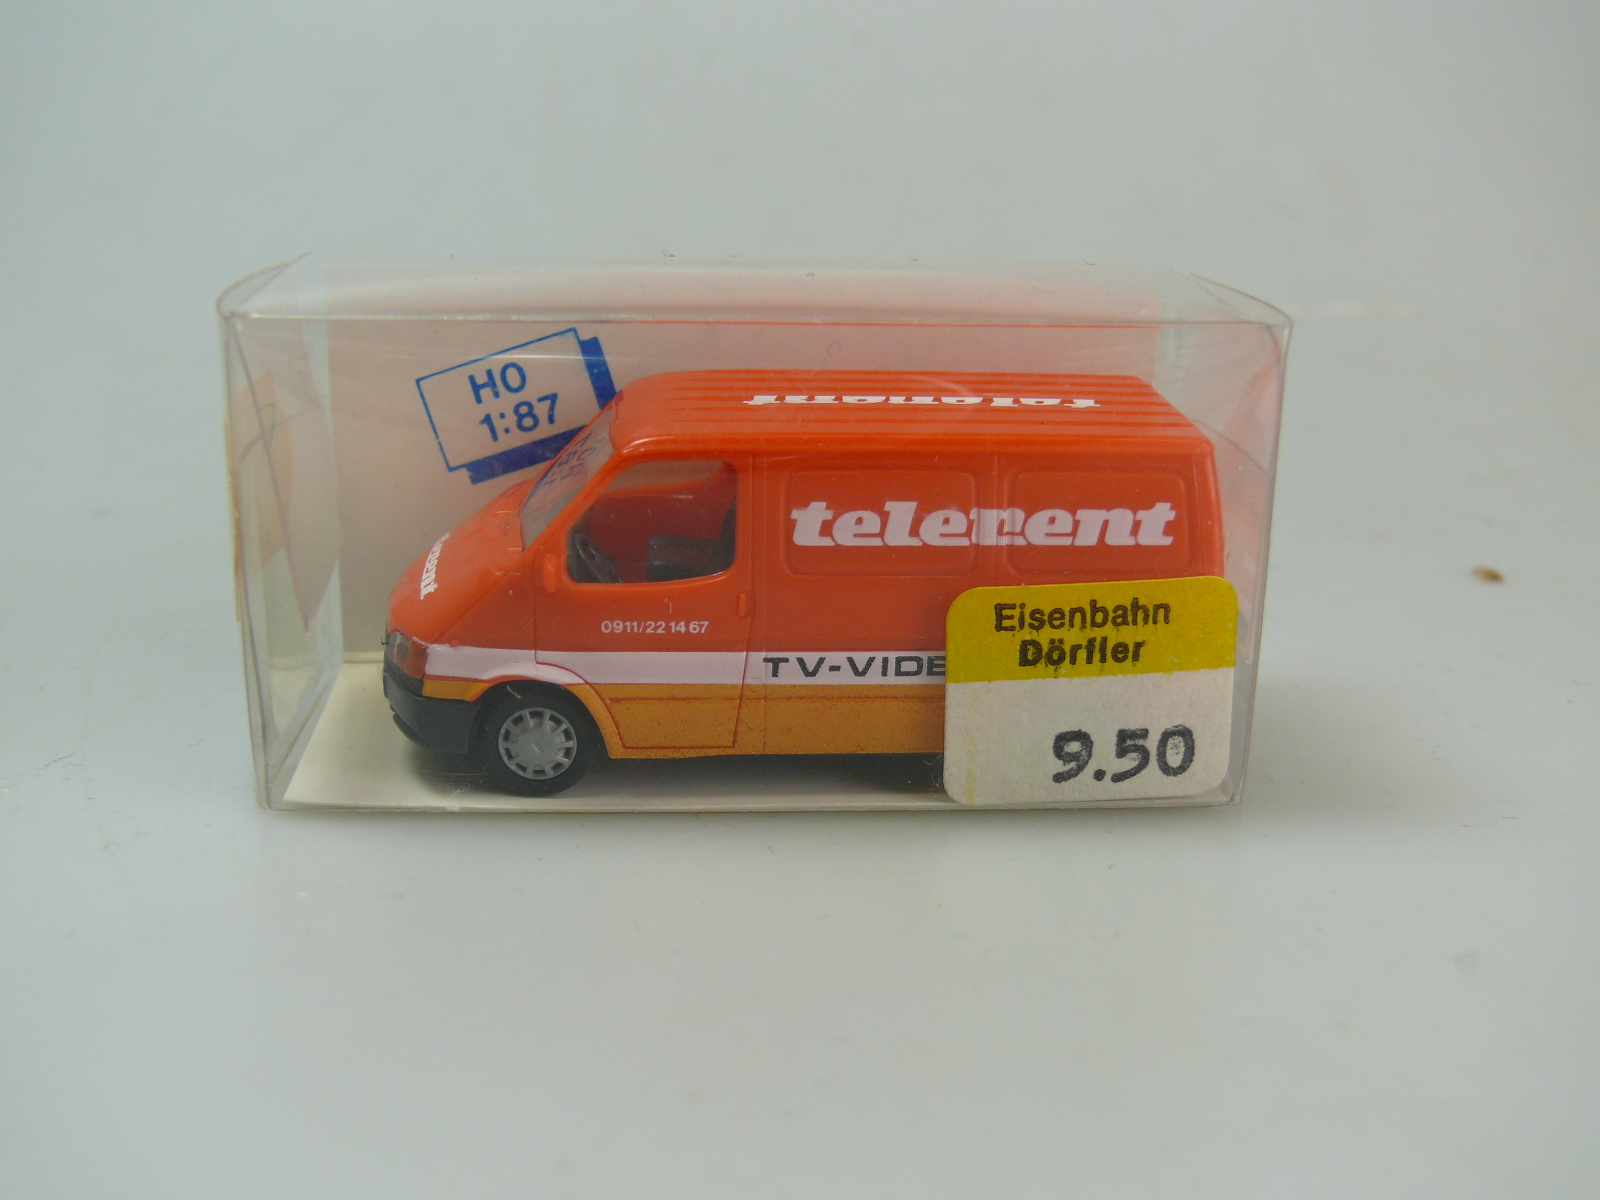 HO
1:87
telerent
telerent
0911/22 14 67
TV-VIDE
Eisenbahn
Dörfler
9.50